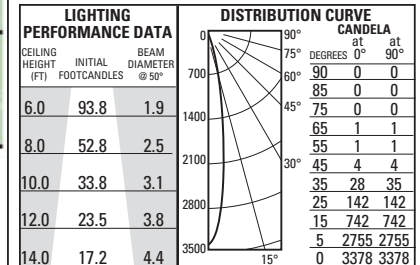 LIGHTING
PERFORMANCE DATA
CEILING HEIGHT (FT) INITIAL FOOTCANDLES BEAM DIAMETER @ 50°
6.0 93.8 1.9
8.0 52.8 2.5
10.0 33.8 3.1
12.0 23.5 3.8
14.0 17.2 4.4
DISTRIBUTION CURVE
0
700
1400
2100
2800
3500
90°
75°
60°
45°
30°
15°
CANDELA
DEGREES at 0° at 90°
90 0 0
85 0 0
75 0 0
65 1 1
55 1 1
45 4 4
35 28 35
25 142 142
15 742 742
5 2755 2755
0 3378 3378